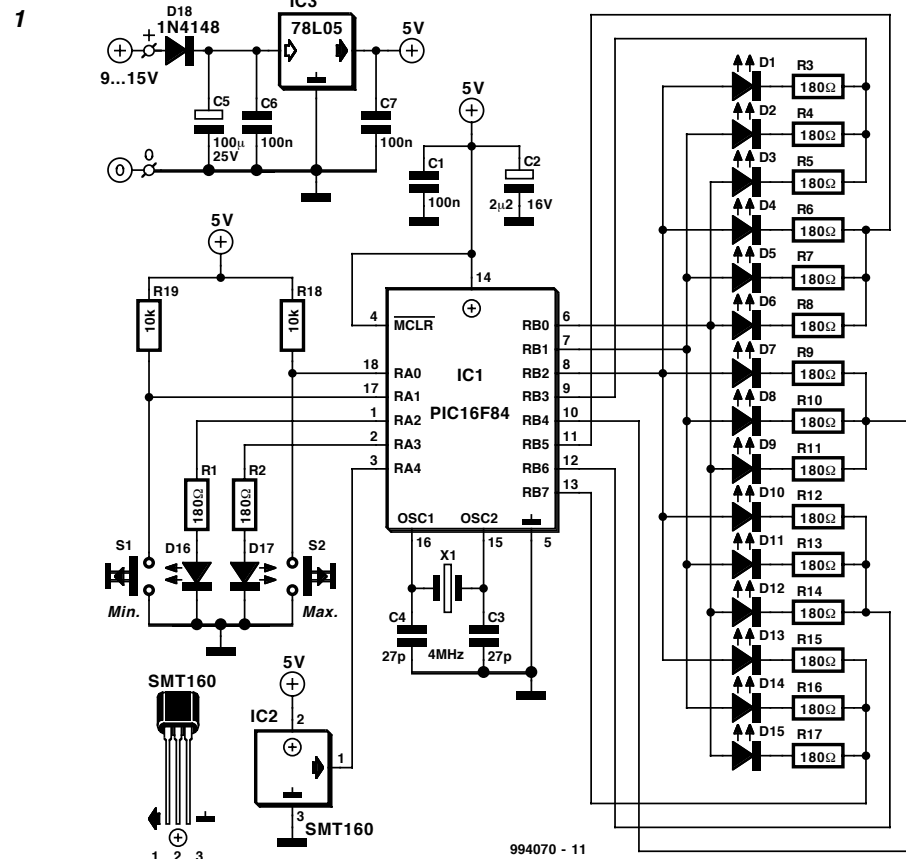 1
D18
1N4148
+
9...15V
0
0
IC3
78L05
5V
C5
100µ
25V
C6
100n
C7
100n
5V
C1
100n
C2
2µ2
16V
5V
R19
10k
R18
10k
14
4
MCLR
18
RA0
17
RA1
1
RA2
2
RA3
3
RA4
IC1
PIC16F84
RB0
6
RB1
7
RB2
8
RB3
9
RB4
10
RB5
11
RB6
12
RB7
13
OSC1
OSC2
16
15
5
R1
180Ω
R2
180Ω
S1
D16
D17
S2
Min.
Max.
X1
C4
27p
4MHz
C3
27p
5V
SMT160
IC2
2
1
3
SMT160
1 2 3
D1
R3
180Ω
D2
R4
180Ω
D3
R5
180Ω
D4
R6
180Ω
D5
R7
180Ω
D6
R8
180Ω
D7
R9
180Ω
D8
R10
180Ω
D9
R11
180Ω
D10
R12
180Ω
D11
R13
180Ω
D12
R14
180Ω
D13
R15
180Ω
D14
R16
180Ω
D15
R17
180Ω
994070 - 11